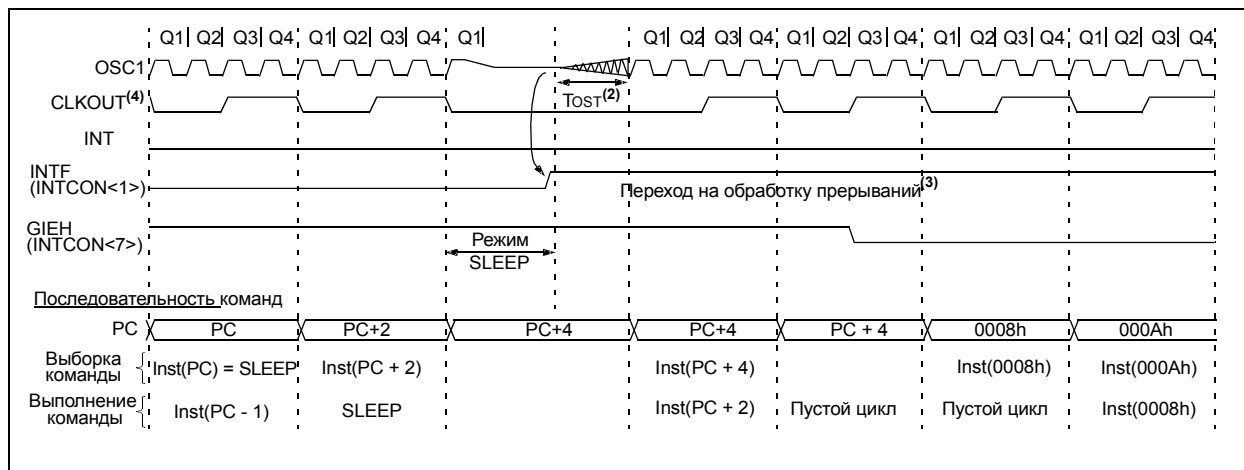 Q1 Q2 Q3 Q4 Q1 Q2 Q3 Q4 Q1 Q1 Q2 Q3 Q4 Q1 Q2 Q3 Q4 Q1 Q2 Q3 Q4 Q1 Q2 Q3 Q4
OSC1
CLKOUT(4)
TOST(2)
INT
INTF
(INTCON<1>)
Переход на обработку прерываний(3)
GIEH
(INTCON<7>)
Режим
SLEEP
Последовательность команд
PC PC PC+2 PC+4 PC+4 PC + 4 0008h 000Ah
Выборка
команды
Inst(PC) = SLEEP Inst(PC + 2) Inst(PC + 4) Inst(0008h) Inst(000Ah)
Выполнение
команды
Inst(PC - 1) SLEEP Inst(PC + 2) Пустой цикл Пустой цикл Inst(0008h)